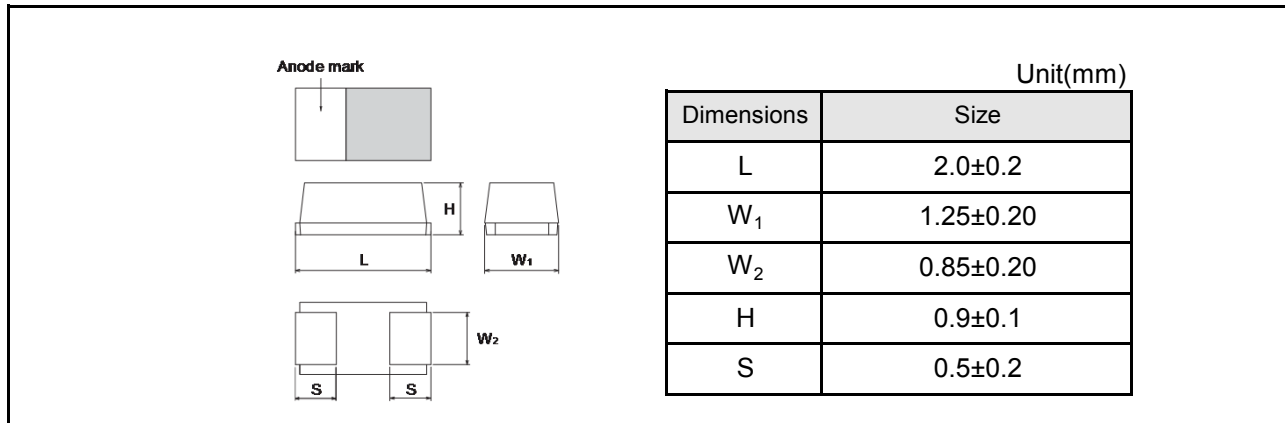 Anode mark
H
L
W₁
W₂
S S
Unit(mm)
Dimensions Size
L 2.0±0.2
W₁ 1.25±0.20
W₂ 0.85±0.20
H 0.9±0.1
S 0.5±0.2